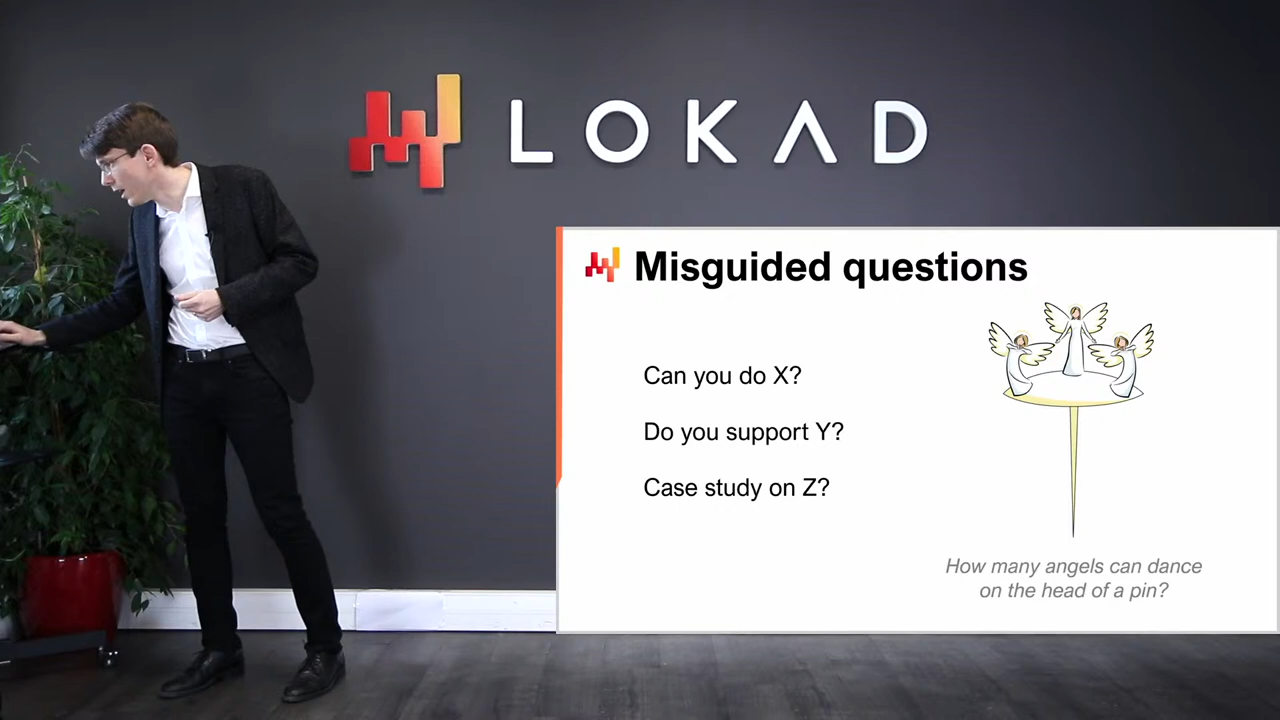 LOKAD
Misguided questions
Can you do X?
Do you support Y?
Case study on Z?
How many angels can dance
on the head of a pin?